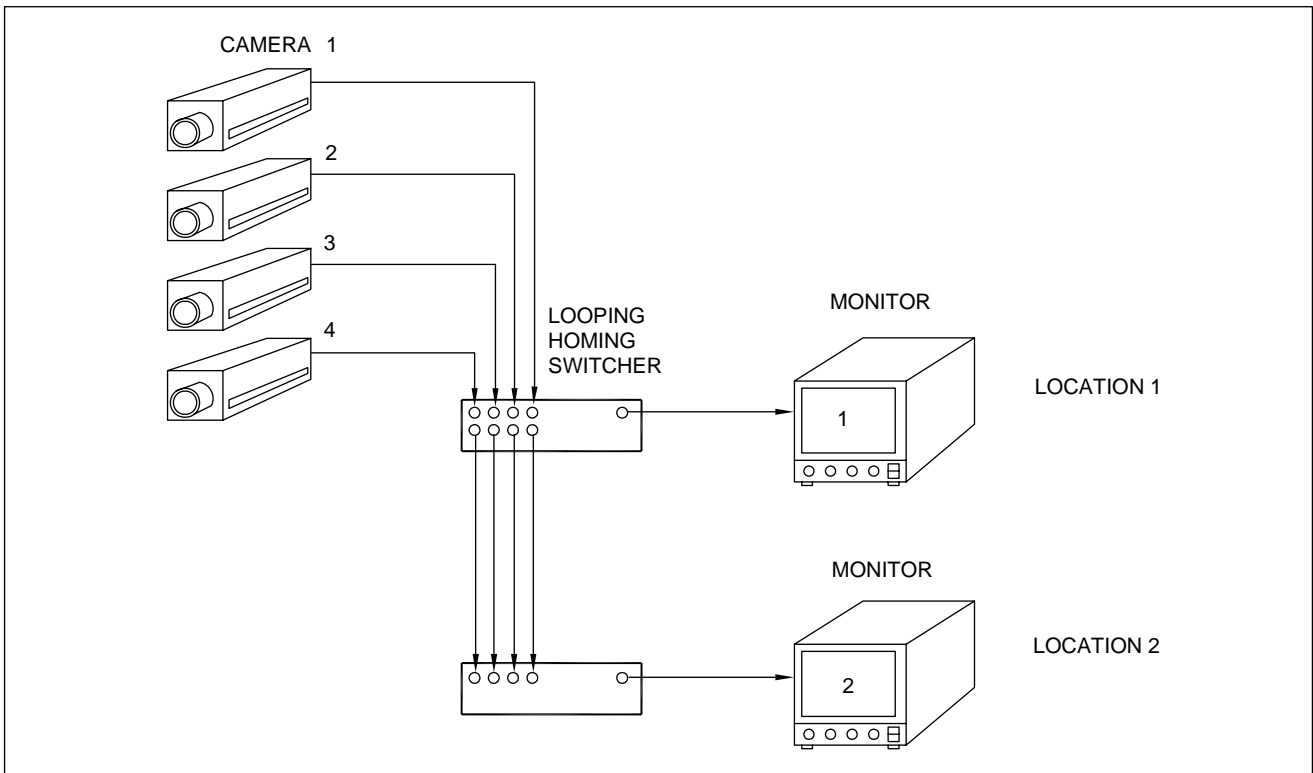 CAMERA 1
2
3
4
LOOPING
HOMING
SWITCHER
MONITOR
1
LOCATION 1
MONITOR
2
LOCATION 2